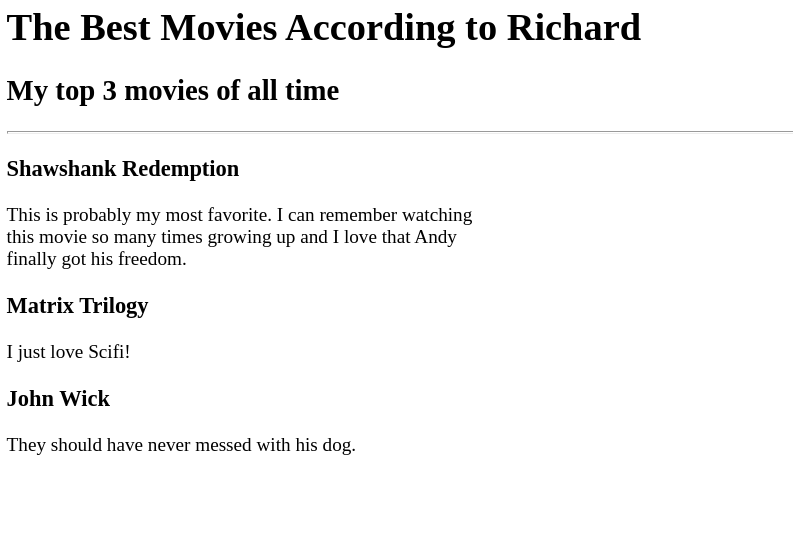 The Best Movies According to Richard
My top 3 movies of all time
Shawshank Redemption
This is probably my most favorite. I can remember watching
this movie so many times growing up and I love that Andy
finally got his freedom.
Matrix Trilogy
I just love Scifi!
John Wick
They should have never messed with his dog.